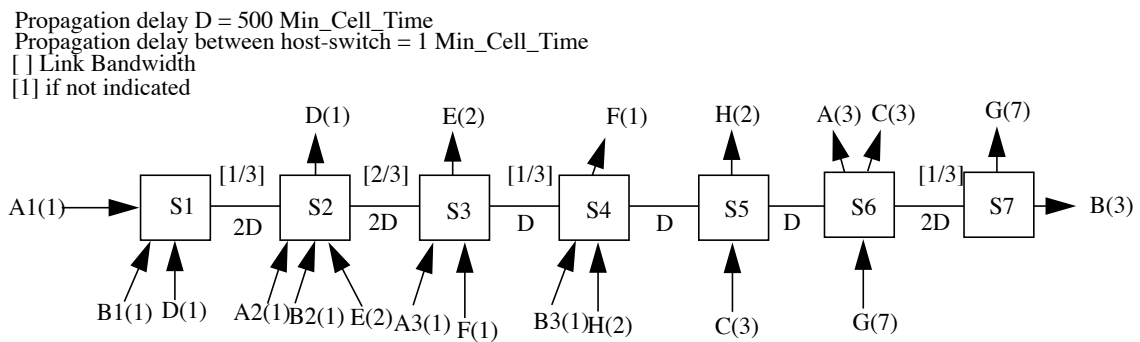 Propagation delay D = 500 Min_Cell_Time
Propagation delay between host-switch = 1 Min_Cell_Time
[ ] Link Bandwidth
[1] if not indicated
D(1) E(2) F(1) H(2) A(3) C(3) G(7)
[1/3] [2/3] [1/3] [1/3]
A1(1) S1 S2 S3 S4 S5 S6 S7 B(3)
2D 2D D D D 2D
B1(1) D(1) A2(1) B2(1) E(2) A3(1) F(1) B3(1) H(2) C(3) G(7)